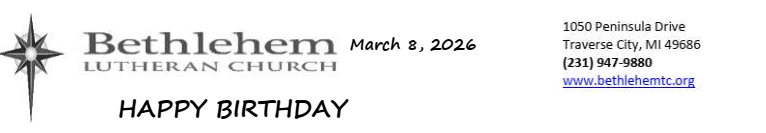 Bethlehem
LUTHERAN CHURCH
March 8, 2026
1050 Peninsula Drive
Traverse City, MI 49686
(231) 947-9880
www.bethlehemtc.org
HAPPY BIRTHDAY